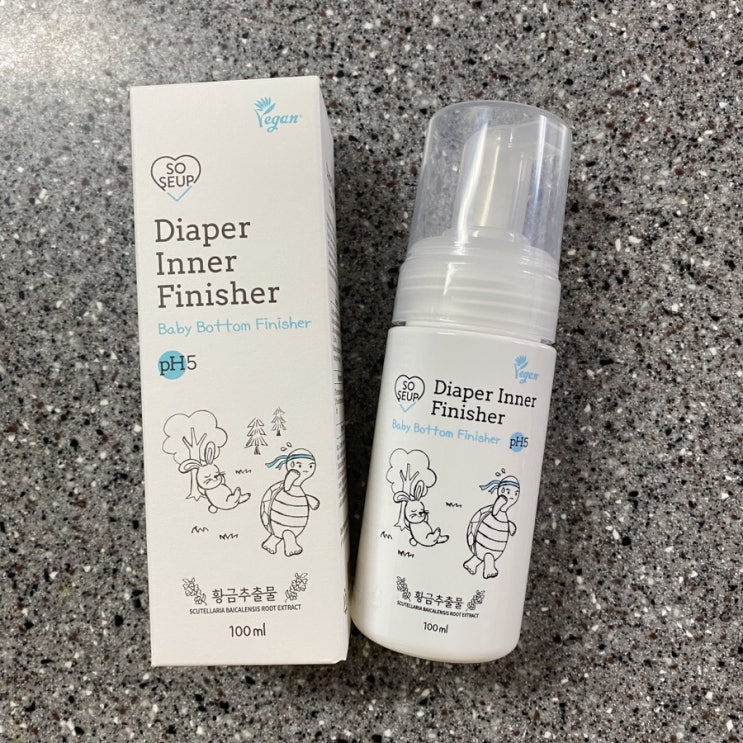 Vegan
SO
SEUP
Diaper
Inner
Finisher
Baby Bottom Finisher
pH5
황금추출물
SCUTELLARIA BAICALENSIS ROOT EXTRACT
100ml
Vegan
SO
SEUP
Diaper Inner
Finisher
Baby Bottom Finisher pH5
황금추출물
SCUTELLARIA BAICALENSIS ROOT EXTRACT
100ml